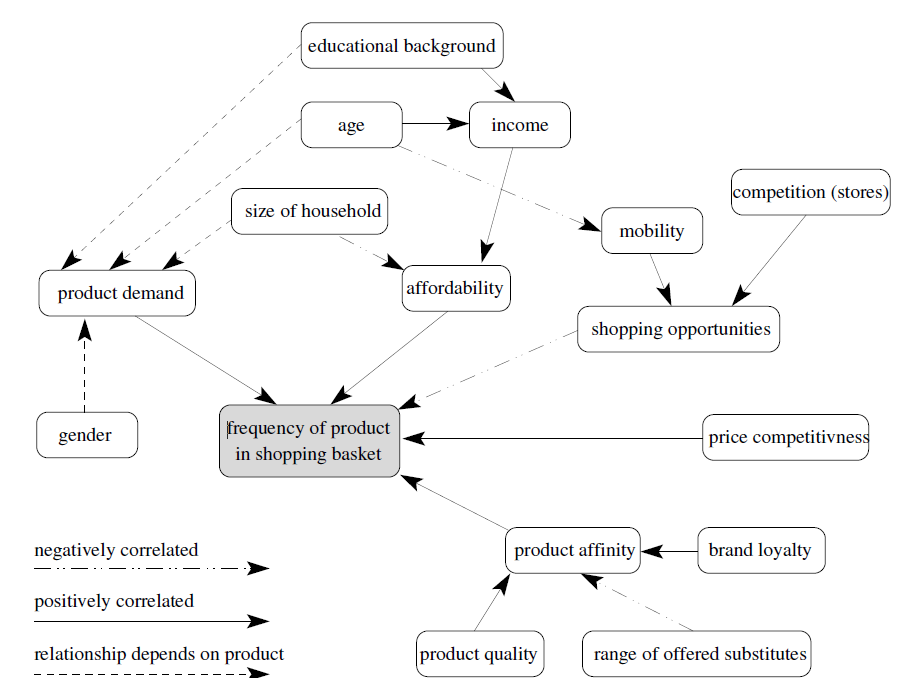 educational background
age
income
competition (stores)
size of household
mobility
product demand
affordability
shopping opportunities
gender
frequency of product
in shopping basket
price competitivness
negatively correlated
product affinity
brand loyalty
positively correlated
relationship depends on product
product quality
range of offered substitutes